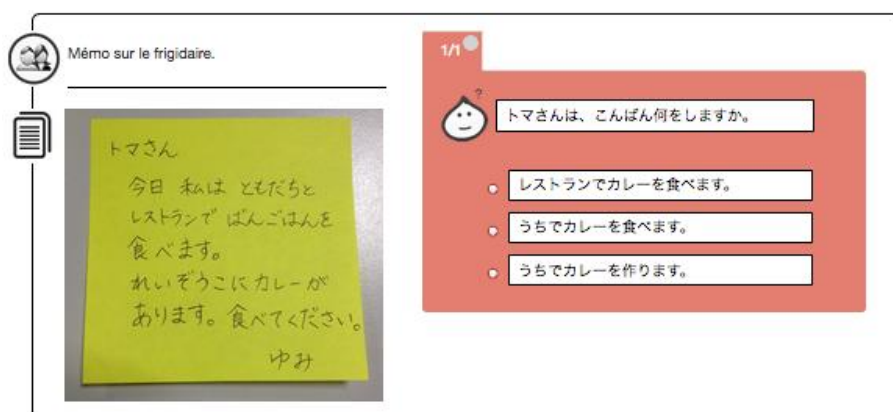 Mémo sur le frigidaire.
トマさん
今日 私は ともだちと
レストランで ばんごはんを
食べます。
れいぞうこにカレーが
あります。食べてください。
ゆみ
1/1
?
トマさんは、こんばん何をしますか。
レストランでカレーを食べます。
うちでカレーを食べます。
うちでカレーを作ります。